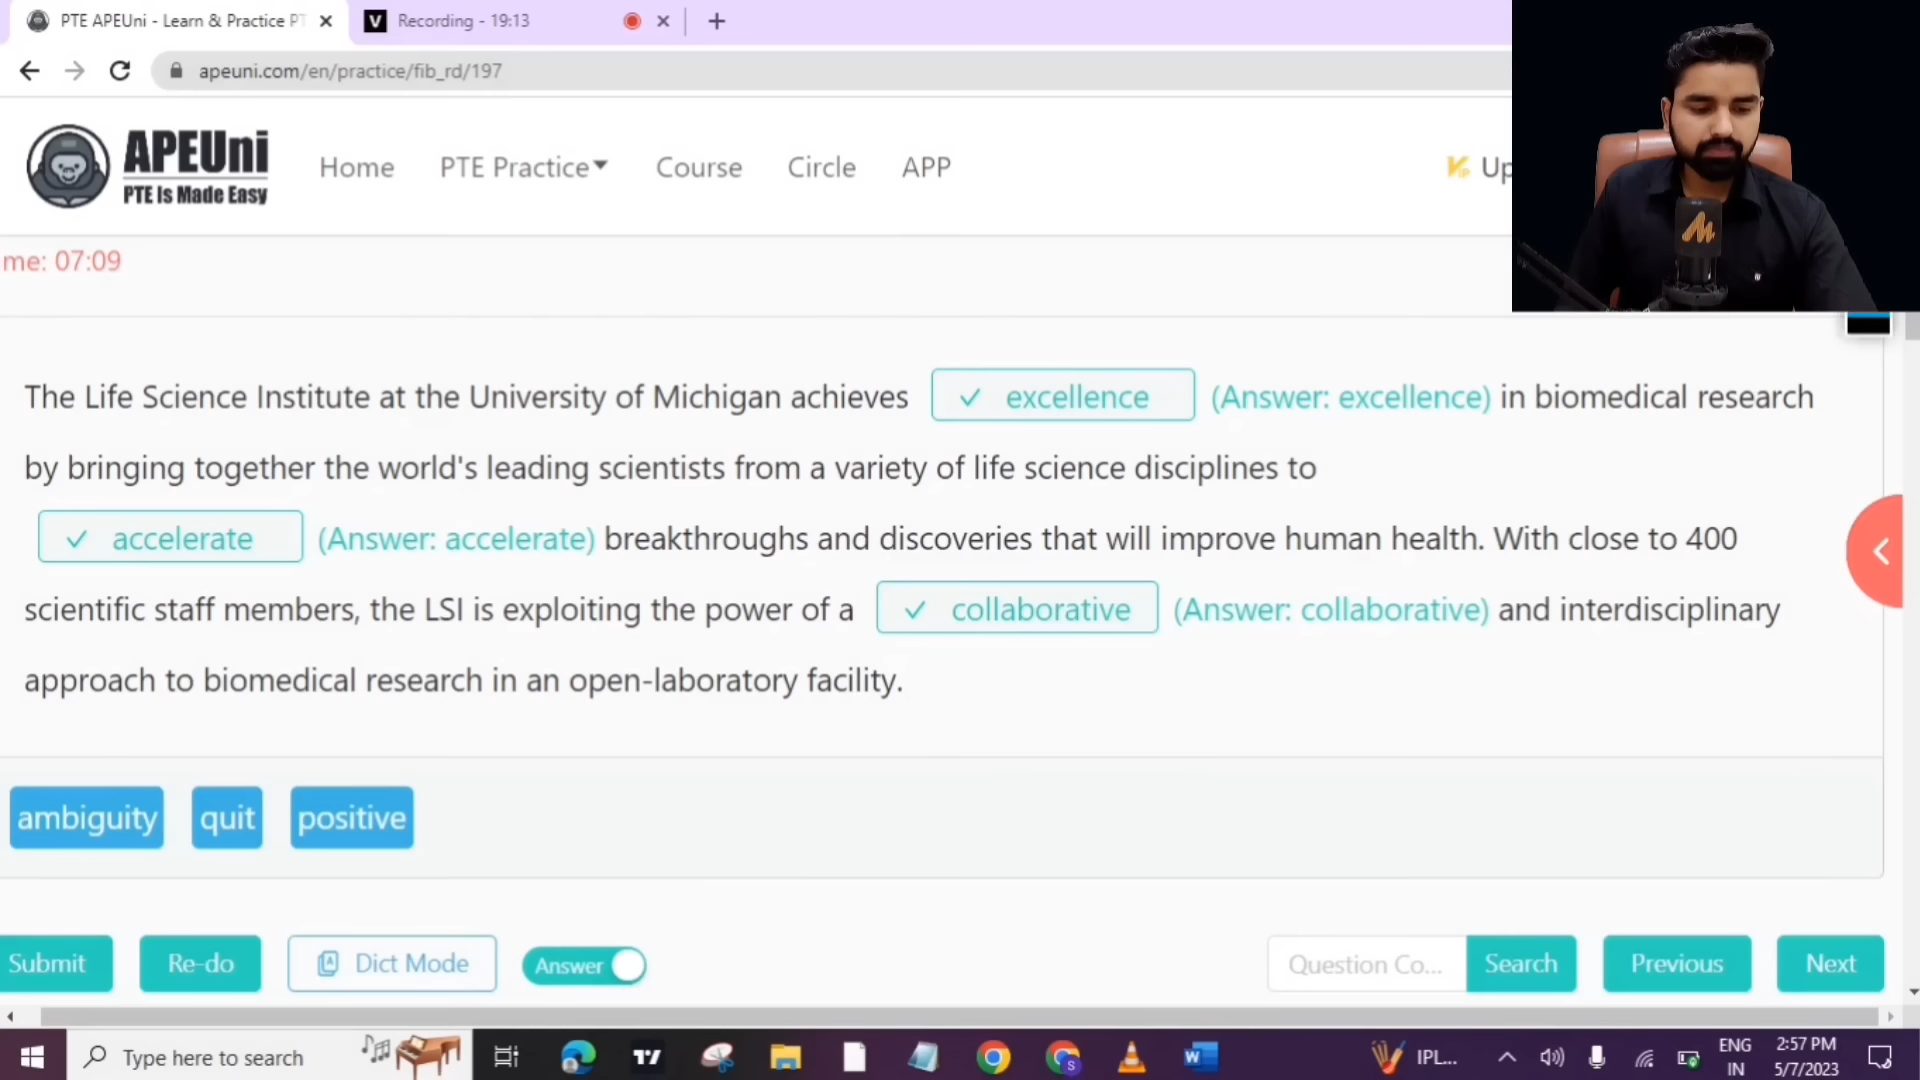 PTE APEUni - Learn & Practice PT
Recording - 19:13
apeuni.com/en/practice/fib_rd/197
APEUni
PTE Is Made Easy
Home
PTE Practice
Course
Circle
APP
Up
me: 07:09
The Life Science Institute at the University of Michigan achieves ✓ excellence (Answer: excellence) in biomedical research
by bringing together the world's leading scientists from a variety of life science disciplines to
✓ accelerate (Answer: accelerate) breakthroughs and discoveries that will improve human health. With close to 400
scientific staff members, the LSI is exploiting the power of a ✓ collaborative (Answer: collaborative) and interdisciplinary
approach to biomedical research in an open-laboratory facility.
ambiguity quit positive
Submit
Re-do
Dict Mode
Answer
Question Co...
Search
Previous
Next
Type here to search
IPL...
ENG
IN
2:57 PM
5/7/2023